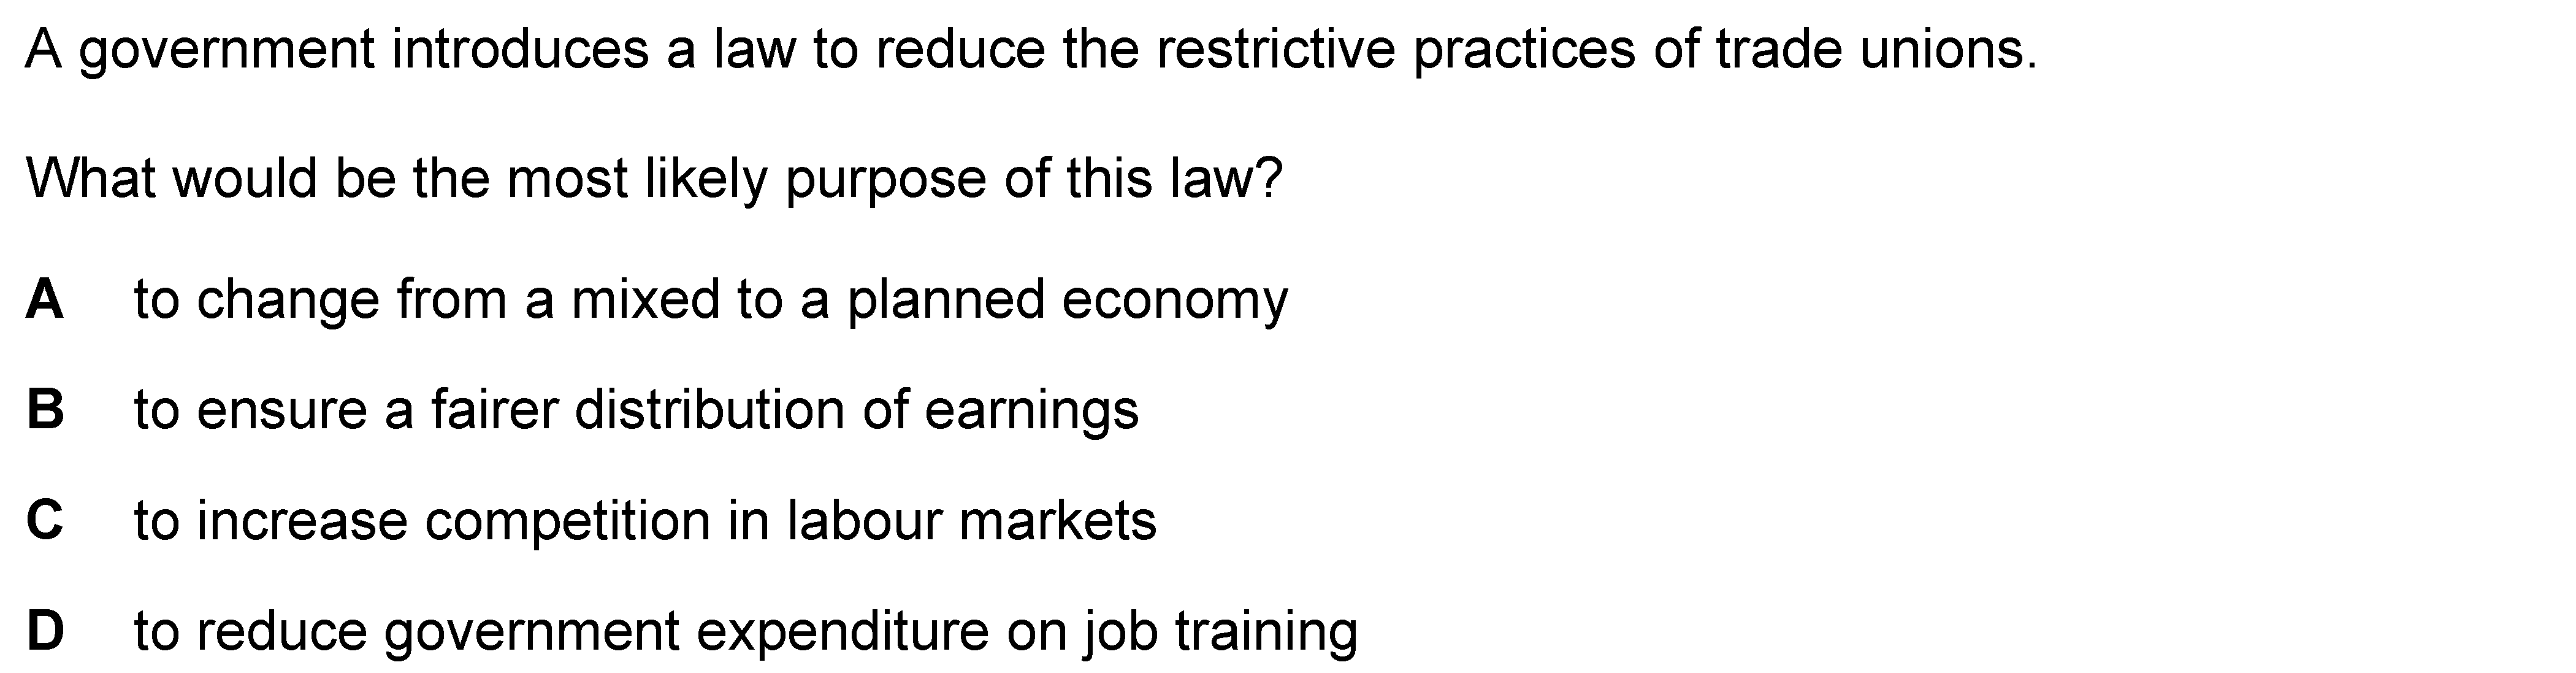 A government introduces a law to reduce the restrictive practices of trade unions.
What would be the most likely purpose of this law?
A to change from a mixed to a planned economy
B to ensure a fairer distribution of earnings
C to increase competition in labour markets
D to reduce government expenditure on job training